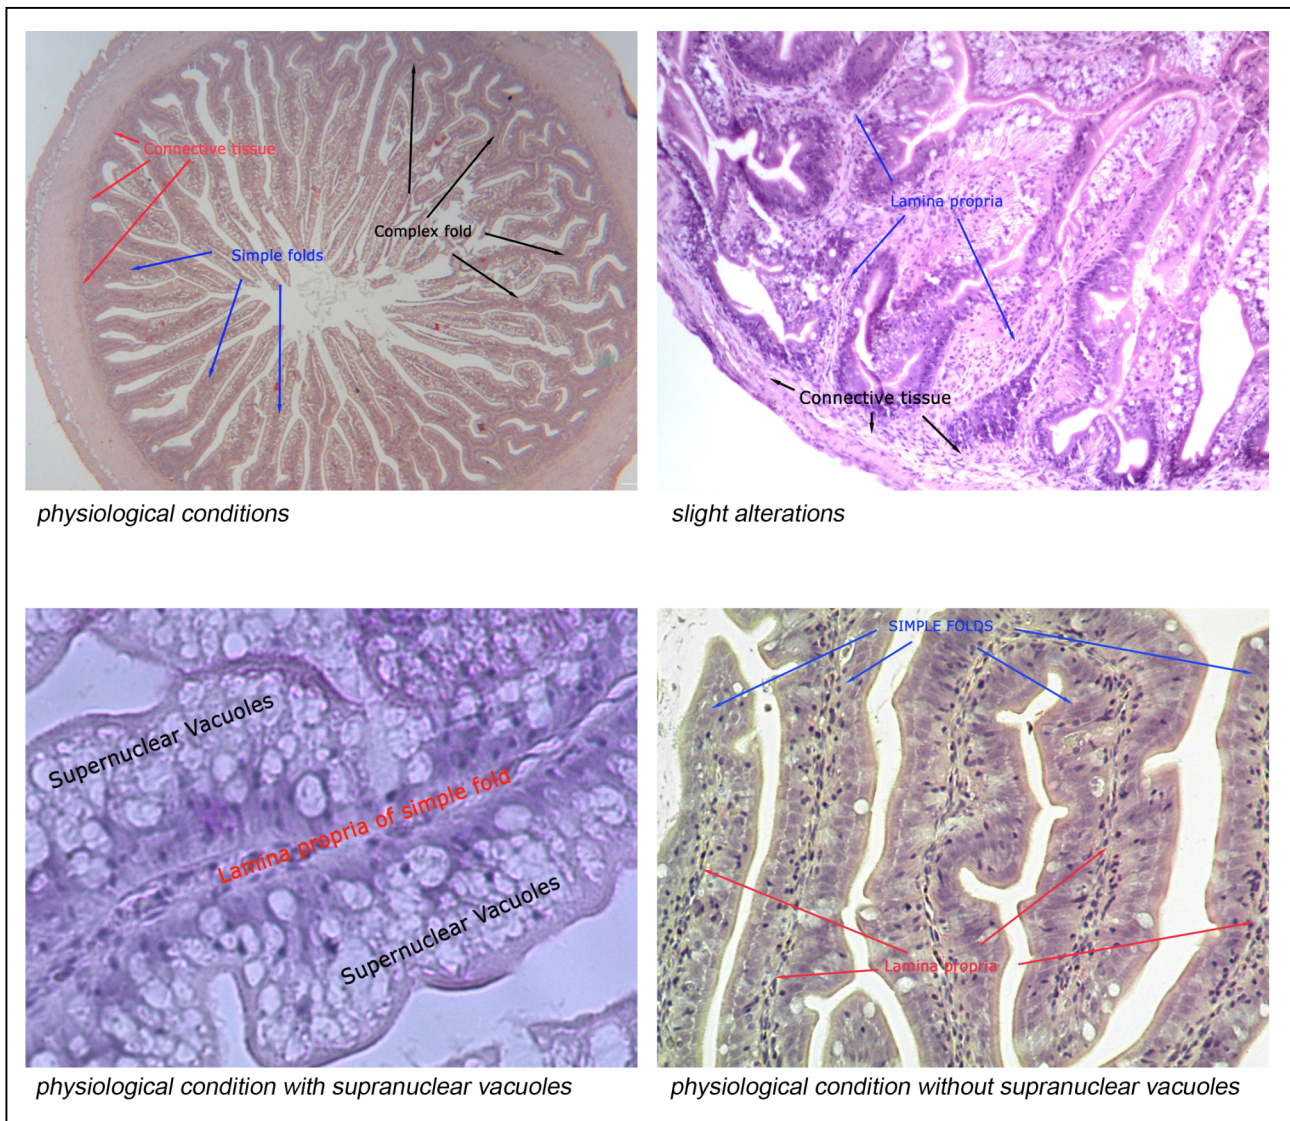 Connective tissue
Simple folds
Complex fold
physiological conditions
Lamina propria
Connective tissue
slight alterations
Supernuclear Vacuoles
Lamina propria of simple fold
Supernuclear Vacuoles
physiological condition with supranuclear vacuoles
SIMPLE FOLDS
Lamina propria
physiological condition without supranuclear vacuoles